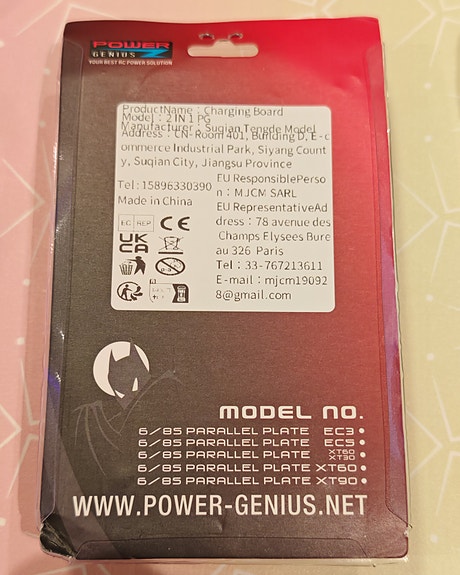 POWER
GENIUS
YOUR BEST RC POWER SOLUTION
ProductName: Charging Board
Model: 2 IN 1 PG
Manufacturer: Suqian Tengde Model
Address: CN-Room 401, Building D, E-c
ommerce Industrial Park, Siyang Count
y, Suqian City, Jiangsu Province
Tel: 15896330390
Made in China
EU ResponsiblePerso
n: MJCM SARL
EU RepresentativeAd
dress: 78 avenue des
Champs Elysees Bure
au 326 Paris
Tel: 33-767213611
E-mail: mjcm19092
8@gmail.com
EC REP CE
UK
CA
MODEL NO.
6/8S PARALLEL PLATE EC3
6/8S PARALLEL PLATE EC5
6/8S PARALLEL PLATE XT60
XT30
6/8S PARALLEL PLATE XT60
6/8S PARALLEL PLATE XT90
WWW.POWER-GENIUS.NET